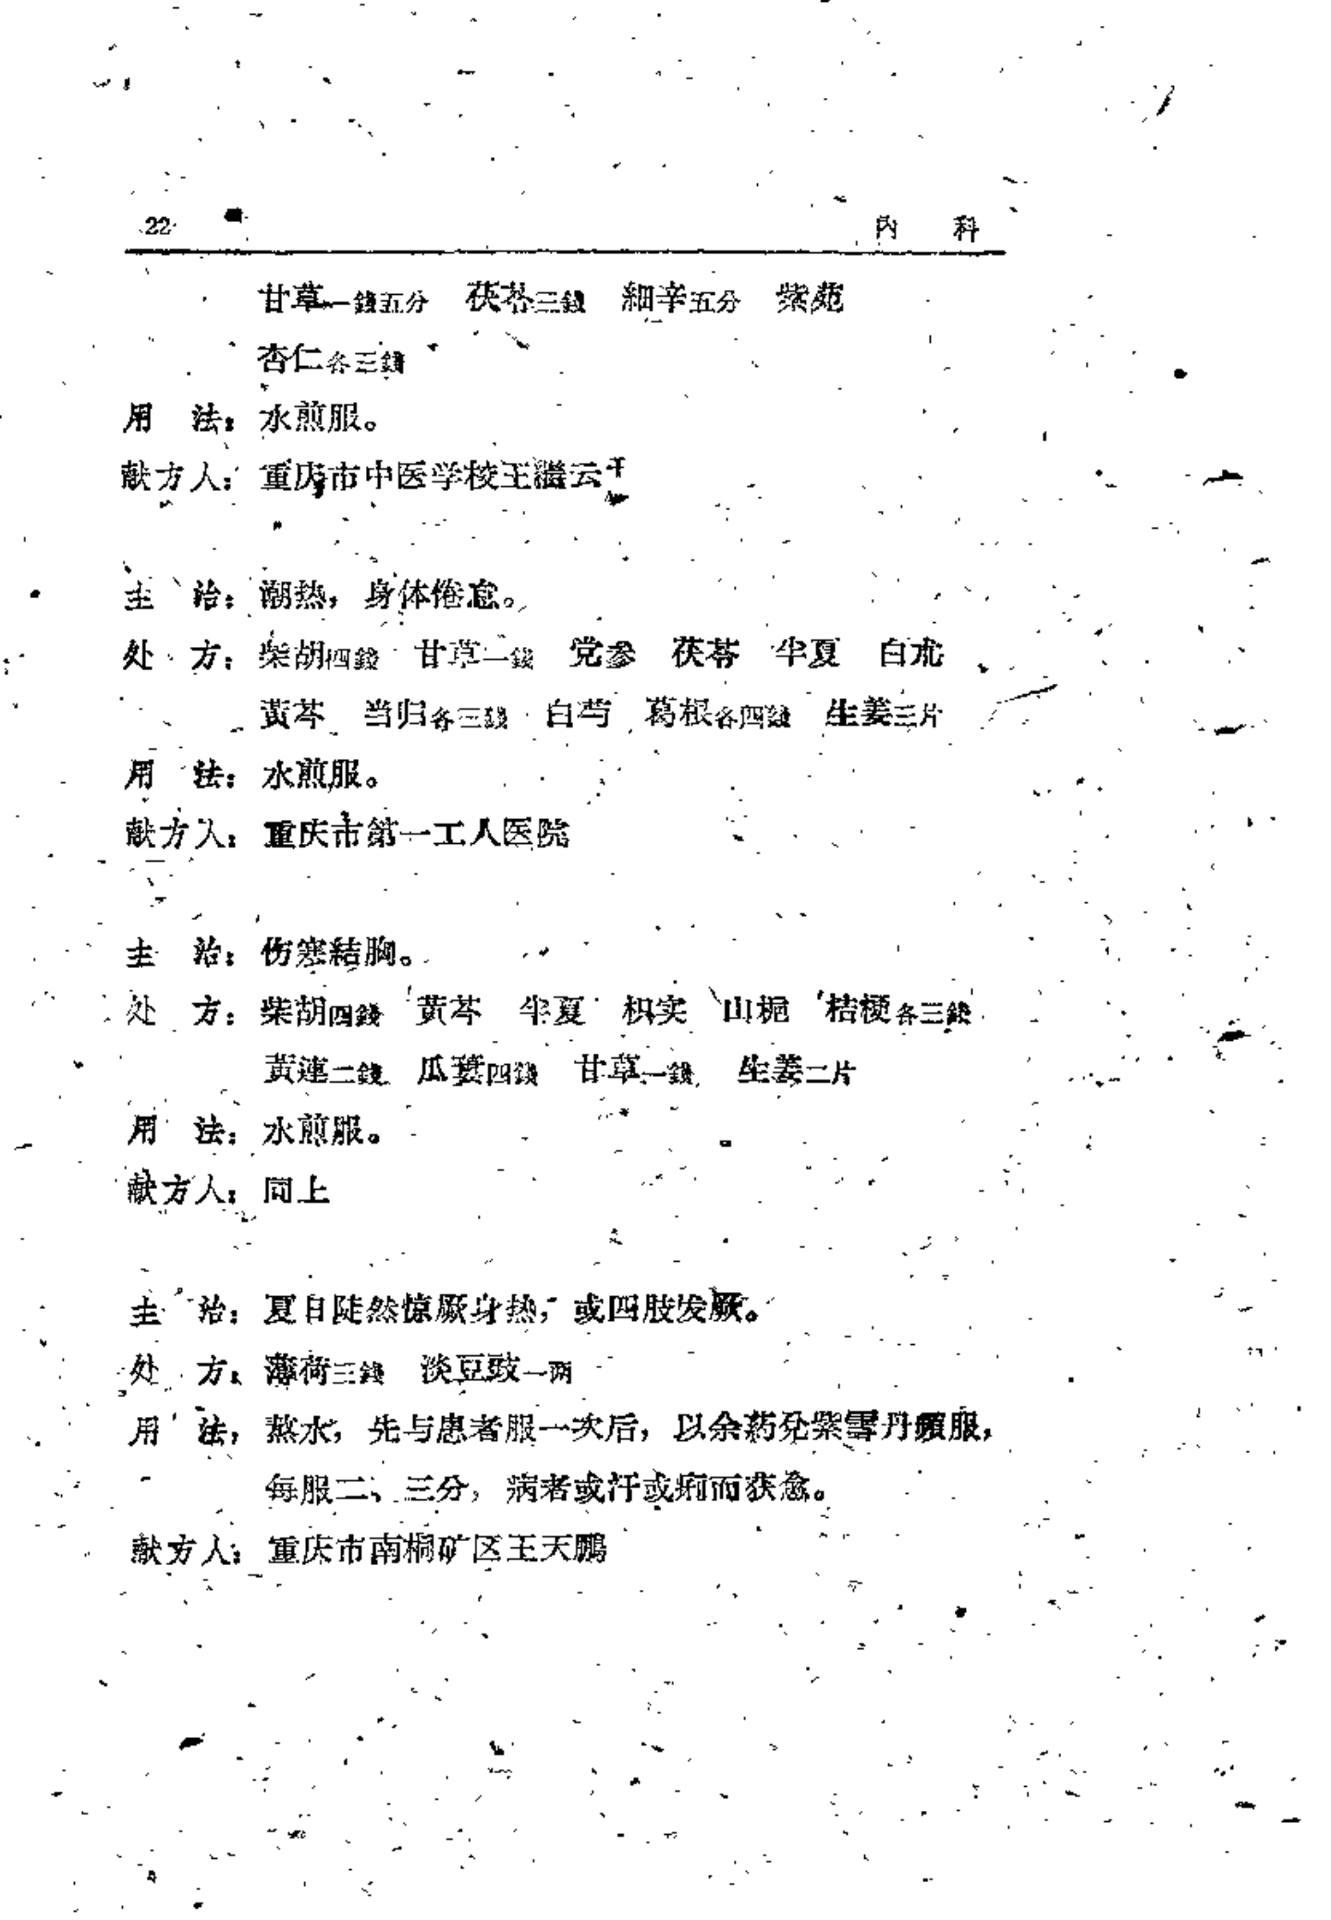 22 内 科
甘草一錢五分 茯苓三錢 細辛五分 紫菀
杏仁各三錢
用 法：水煎服。
献方人：重庆市中医学校王云
主 治：潮热，身体倦怠。
处 方：柴胡四錢 甘草一錢 党参 茯苓 半夏 白朮
黃芩 当归各三錢 白芍 葛根各四錢 生姜三片
用 法：水煎服。
献方人：重庆市第一工人医院
主 治：伤寒結胸。
处 方：柴胡四錢 黃芩 半夏 枳实 山梔 桔梗各三錢
黃連二錢 瓜蔞四錢 甘草一錢 生姜二片
用 法：水煎服。
献方人：同上
主 治：夏日陡然惊厥身热，或四肢发厥。
处 方：薄荷三錢 淡豆豉一两
用 法：熬水，先与患者服一次后，以余药兑紫雪丹頻服，
每服二、三分，病者或汗或痢而获愈。
献方人：重庆市南桐矿区王天鵬